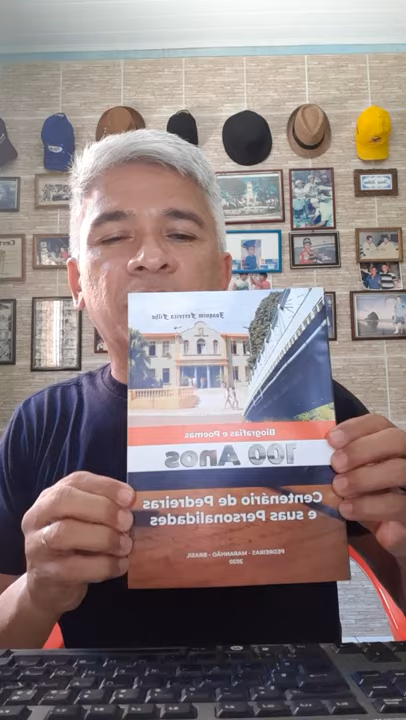 Joaquim Ferreira Filho
Biografias e Poemas
100 Anos
Centenário de Pedreiras
e suas Personalidades
PEDREIRAS - MARANHÃO - BRASIL
2020